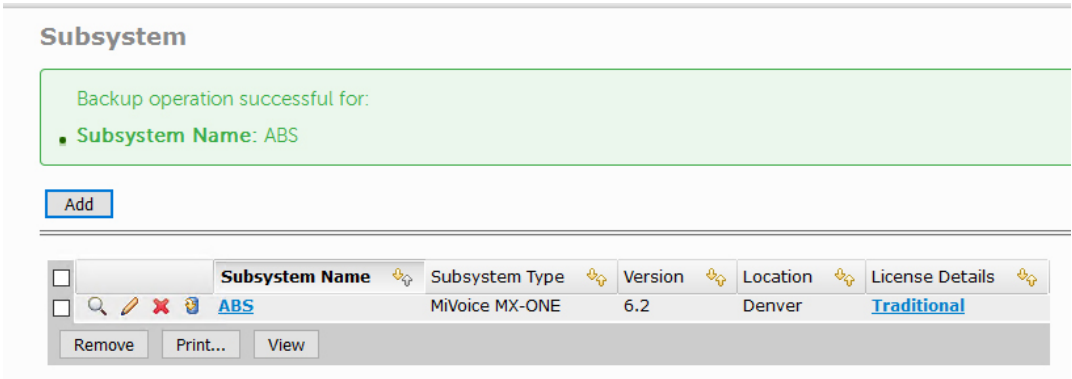 Subsystem
Backup operation successful for:
Subsystem Name: ABS
Add
Subsystem Name Subsystem Type Version Location License Details
ABS MiVoice MX-ONE 6.2 Denver Traditional
Remove Print... View